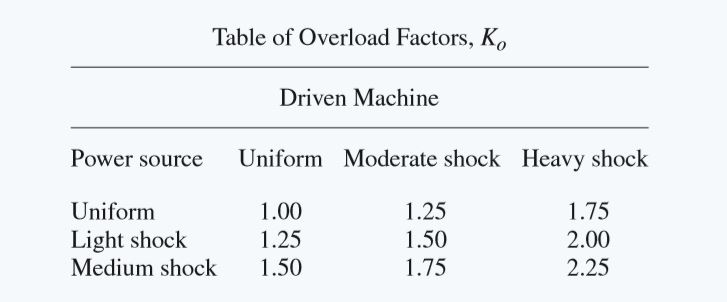 Table of Overload Factors, Kₒ
Driven Machine
Power source Uniform Moderate shock Heavy shock
Uniform 1.00 1.25 1.75
Light shock 1.25 1.50 2.00
Medium shock 1.50 1.75 2.25